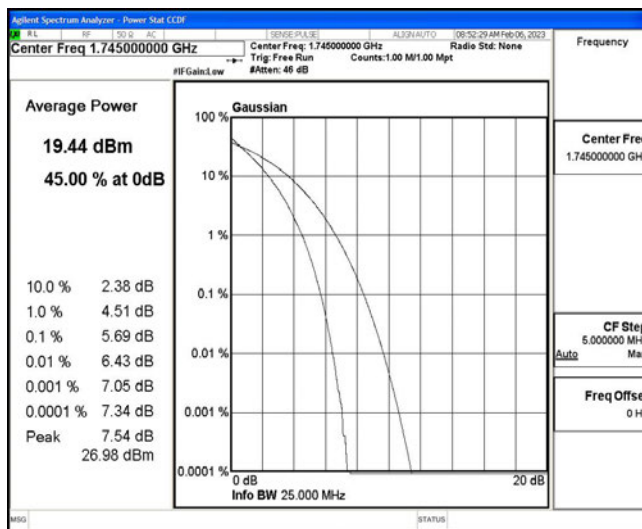 Agilent Spectrum Analyzer - Power Stat CCDF
RL RF 50 Ω AC SENSE:PULSE ALIGN AUTO 08:52:29 AM Feb 06, 2023
Center Freq 1.745000000 GHz
Center Freq: 1.745000000 GHz Radio Std: None
Trig: Free Run Counts:1.00 M/1.00 Mpt
#IFGain:Low #Atten: 46 dB
Frequency
Average Power
19.44 dBm
45.00 % at 0dB
10.0 % 2.38 dB
1.0 % 4.51 dB
0.1 % 5.69 dB
0.01 % 6.43 dB
0.001 % 7.05 dB
0.0001 % 7.34 dB
Peak 7.54 dB
26.98 dBm
Gaussian
100 %
10 %
1 %
0.1 %
0.01 %
0.001 %
0.0001 %
0 dB 20 dB
Info BW 25.000 MHz
Center Fre
1.745000000 GH
CF Step
5.000000 MH
Auto Ma
Freq Offse
0 H
MSG STATUS